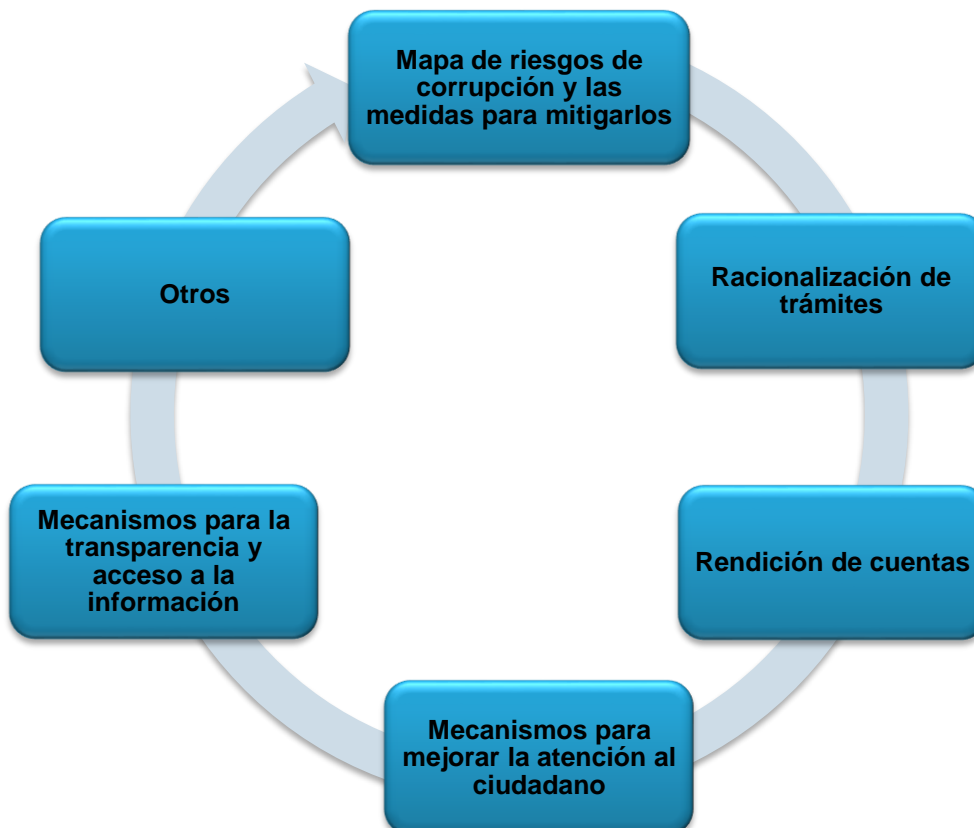 Mapa de riesgos de
corrupción y las
medidas para mitigarlos
Racionalización de
trámites
Rendición de cuentas
Mecanismos para
mejorar la atención al
ciudadano
Mecanismos para la
transparencia y
acceso a la
información
Otros